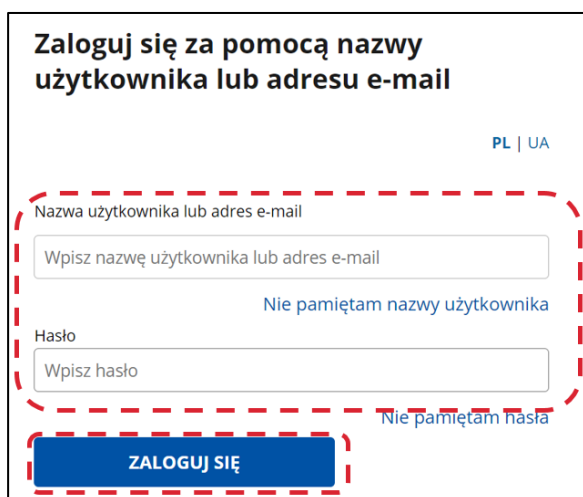 Zaloguj się za pomocą nazwy
użytkownika lub adresu e-mail
PL | UA
Nazwa użytkownika lub adres e-mail
Wpisz nazwę użytkownika lub adres e-mail
Nie pamiętam nazwy użytkownika
Hasło
Wpisz hasło
Nie pamiętam hasła
ZALOGUJ SIĘ